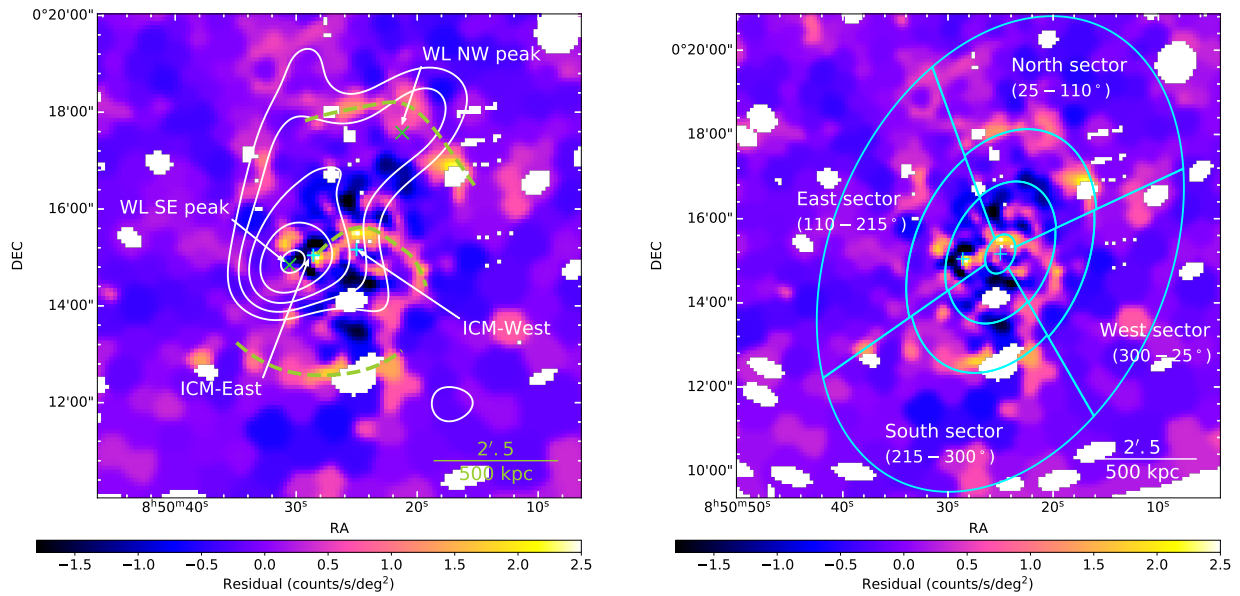 0°20'00"
18'00"
16'00"
14'00"
12'00"
DEC
WL NW peak
WL SE peak
ICM-West
ICM-East
2′. 5
500 kpc
8ʰ50ᵐ40ˢ
30ˢ
20ˢ
10ˢ
RA
−1.5
−1.0
−0.5
0.0
0.5
1.0
1.5
2.0
2.5
Residual (counts/s/deg²)
0°20'00"
18'00"
16'00"
14'00"
12'00"
10'00"
DEC
North sector
(25 − 110°)
East sector
(110 − 215°)
West sector
(300 − 25°)
South sector
(215 − 300°)
2′. 5
500 kpc
8ʰ50ᵐ50ˢ
40ˢ
30ˢ
20ˢ
10ˢ
RA
−1.5
−1.0
−0.5
0.0
0.5
1.0
1.5
2.0
2.5
Residual (counts/s/deg²)